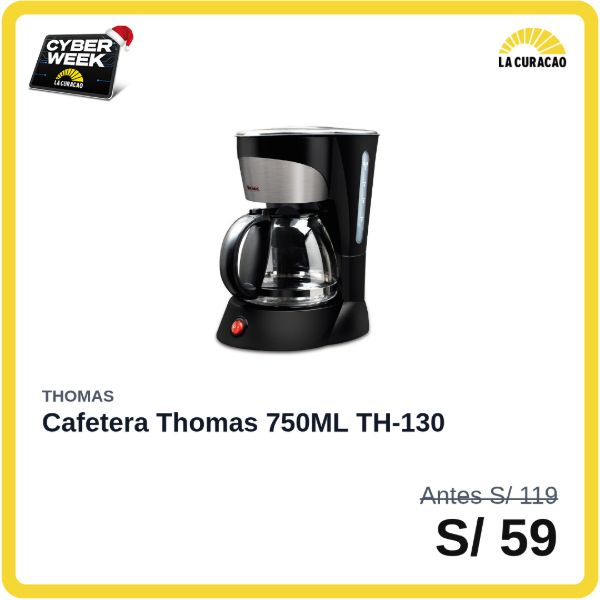 CYBER
WEEK
LA CURACAO
LA CURACAO
THOMAS
Cafetera Thomas 750ML TH-130
Antes S/ 119
S/ 59